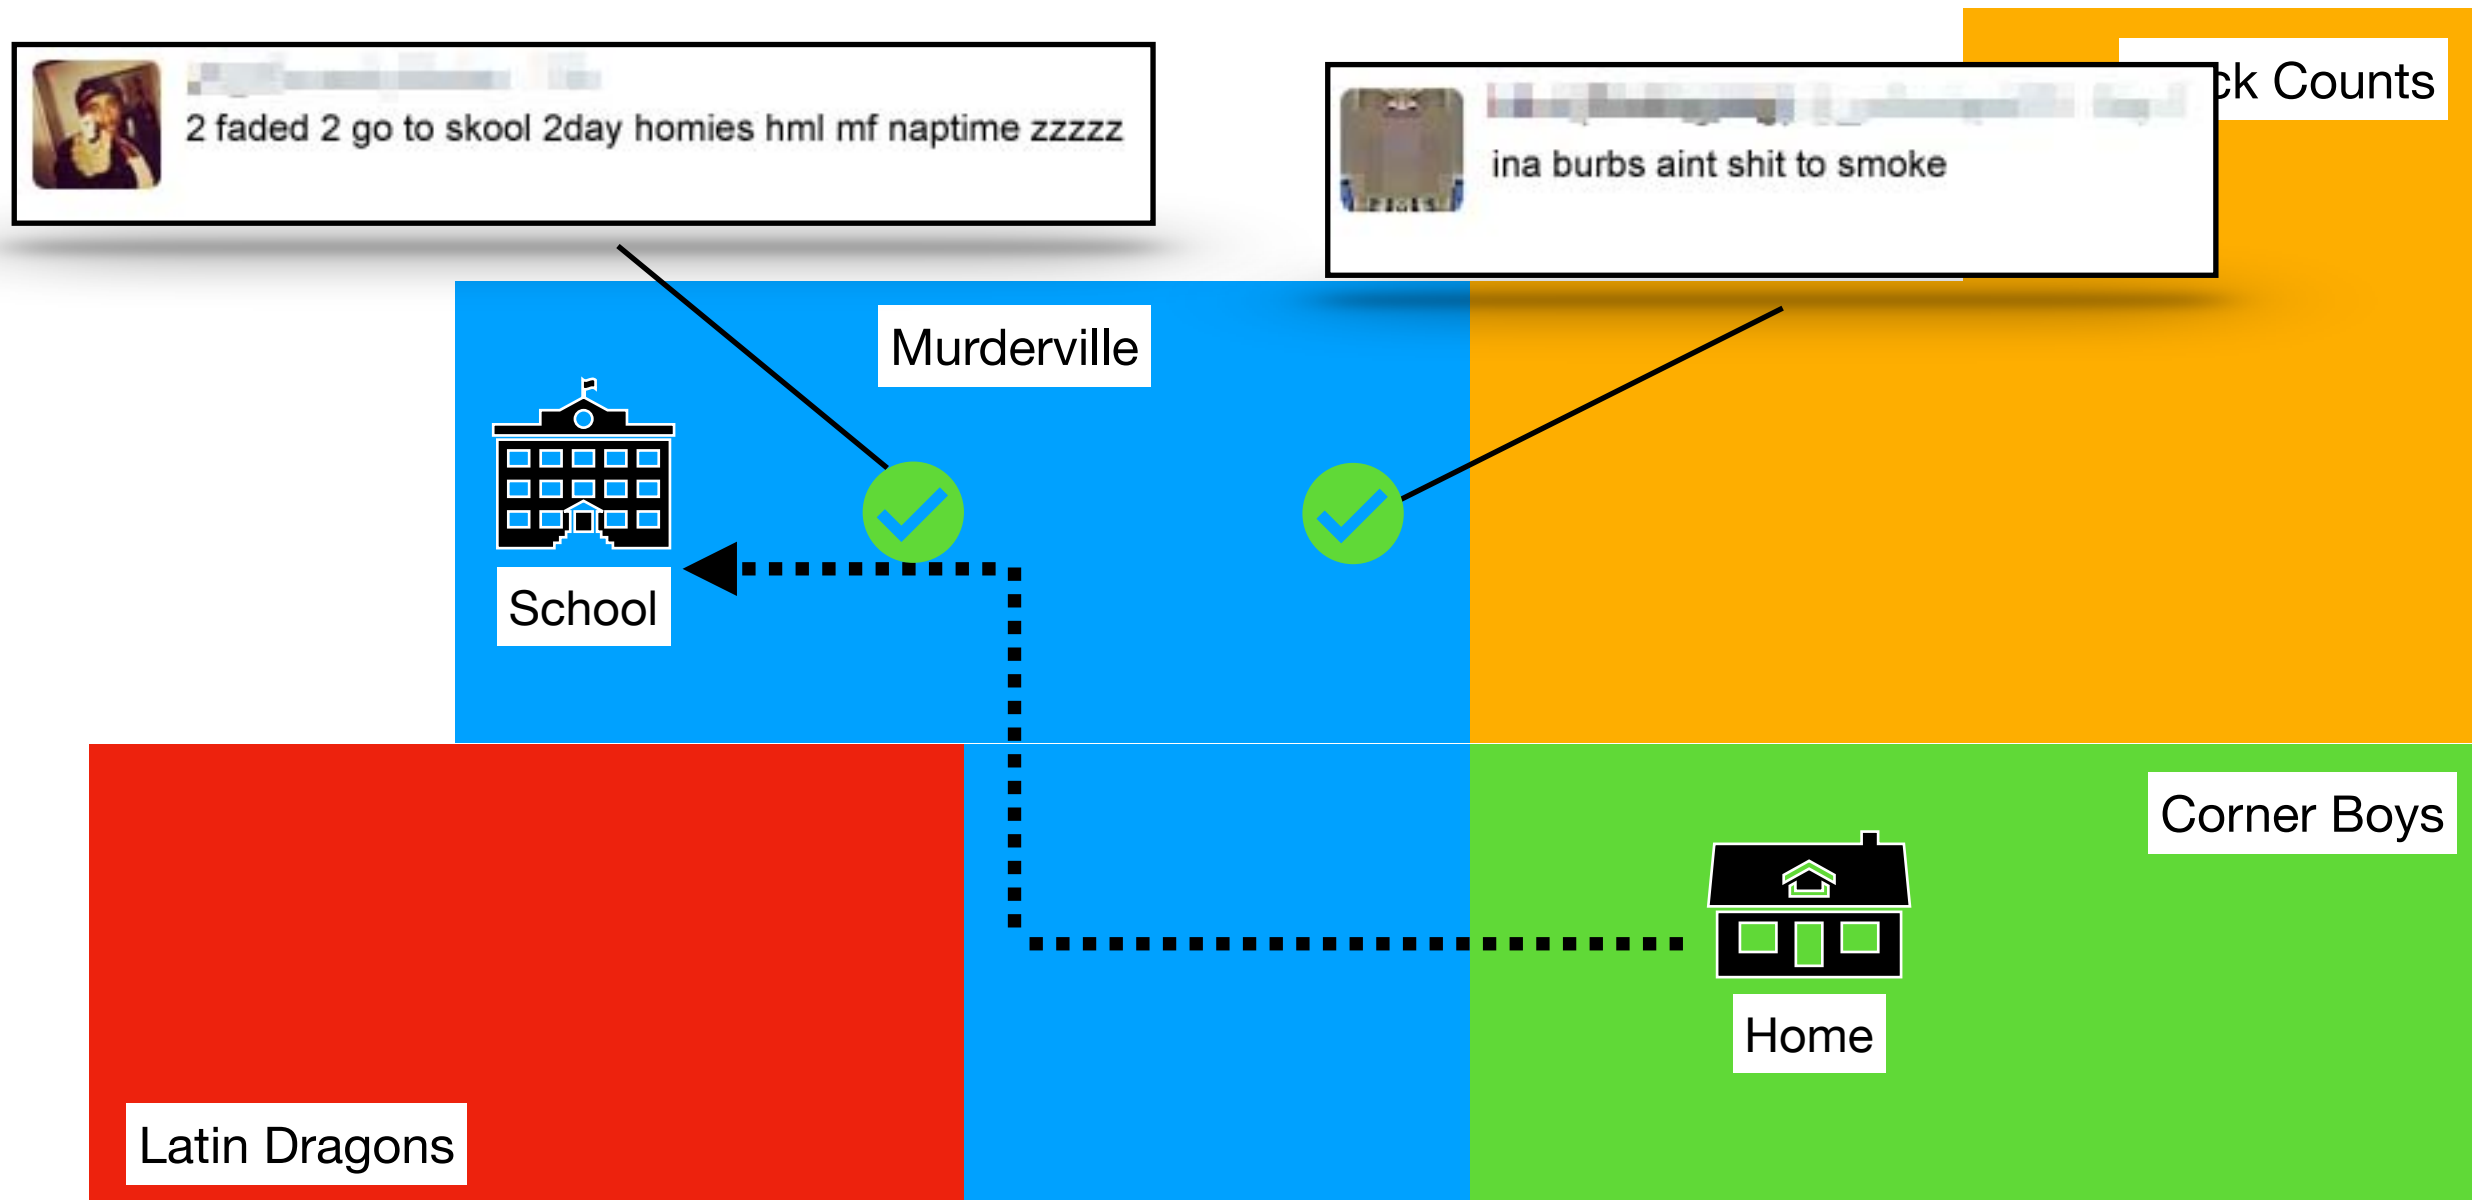 2 faded 2 go to skool 2day homies hml mf naptime zzzzz
ck Counts
ina burbs aint shit to smoke
Murderville
School
Corner Boys
Home
Latin Dragons